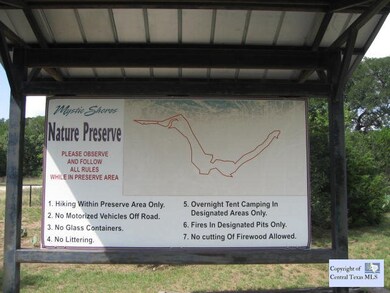 Mystic Shores
Nature Preserve
PLEASE OBSERVE
AND FOLLOW
ALL RULES
WHILE IN PRESERVE AREA
1. Hiking Within Preserve Area Only.
2. No Motorized Vehicles Off Road.
3. No Glass Containers.
4. No Littering.
5. Overnight Tent Camping In
Designated Areas Only.
6. Fires In Designated Pits Only.
7. No cutting Of Firewood Allowed.
Copyright of
Central Texas MLS